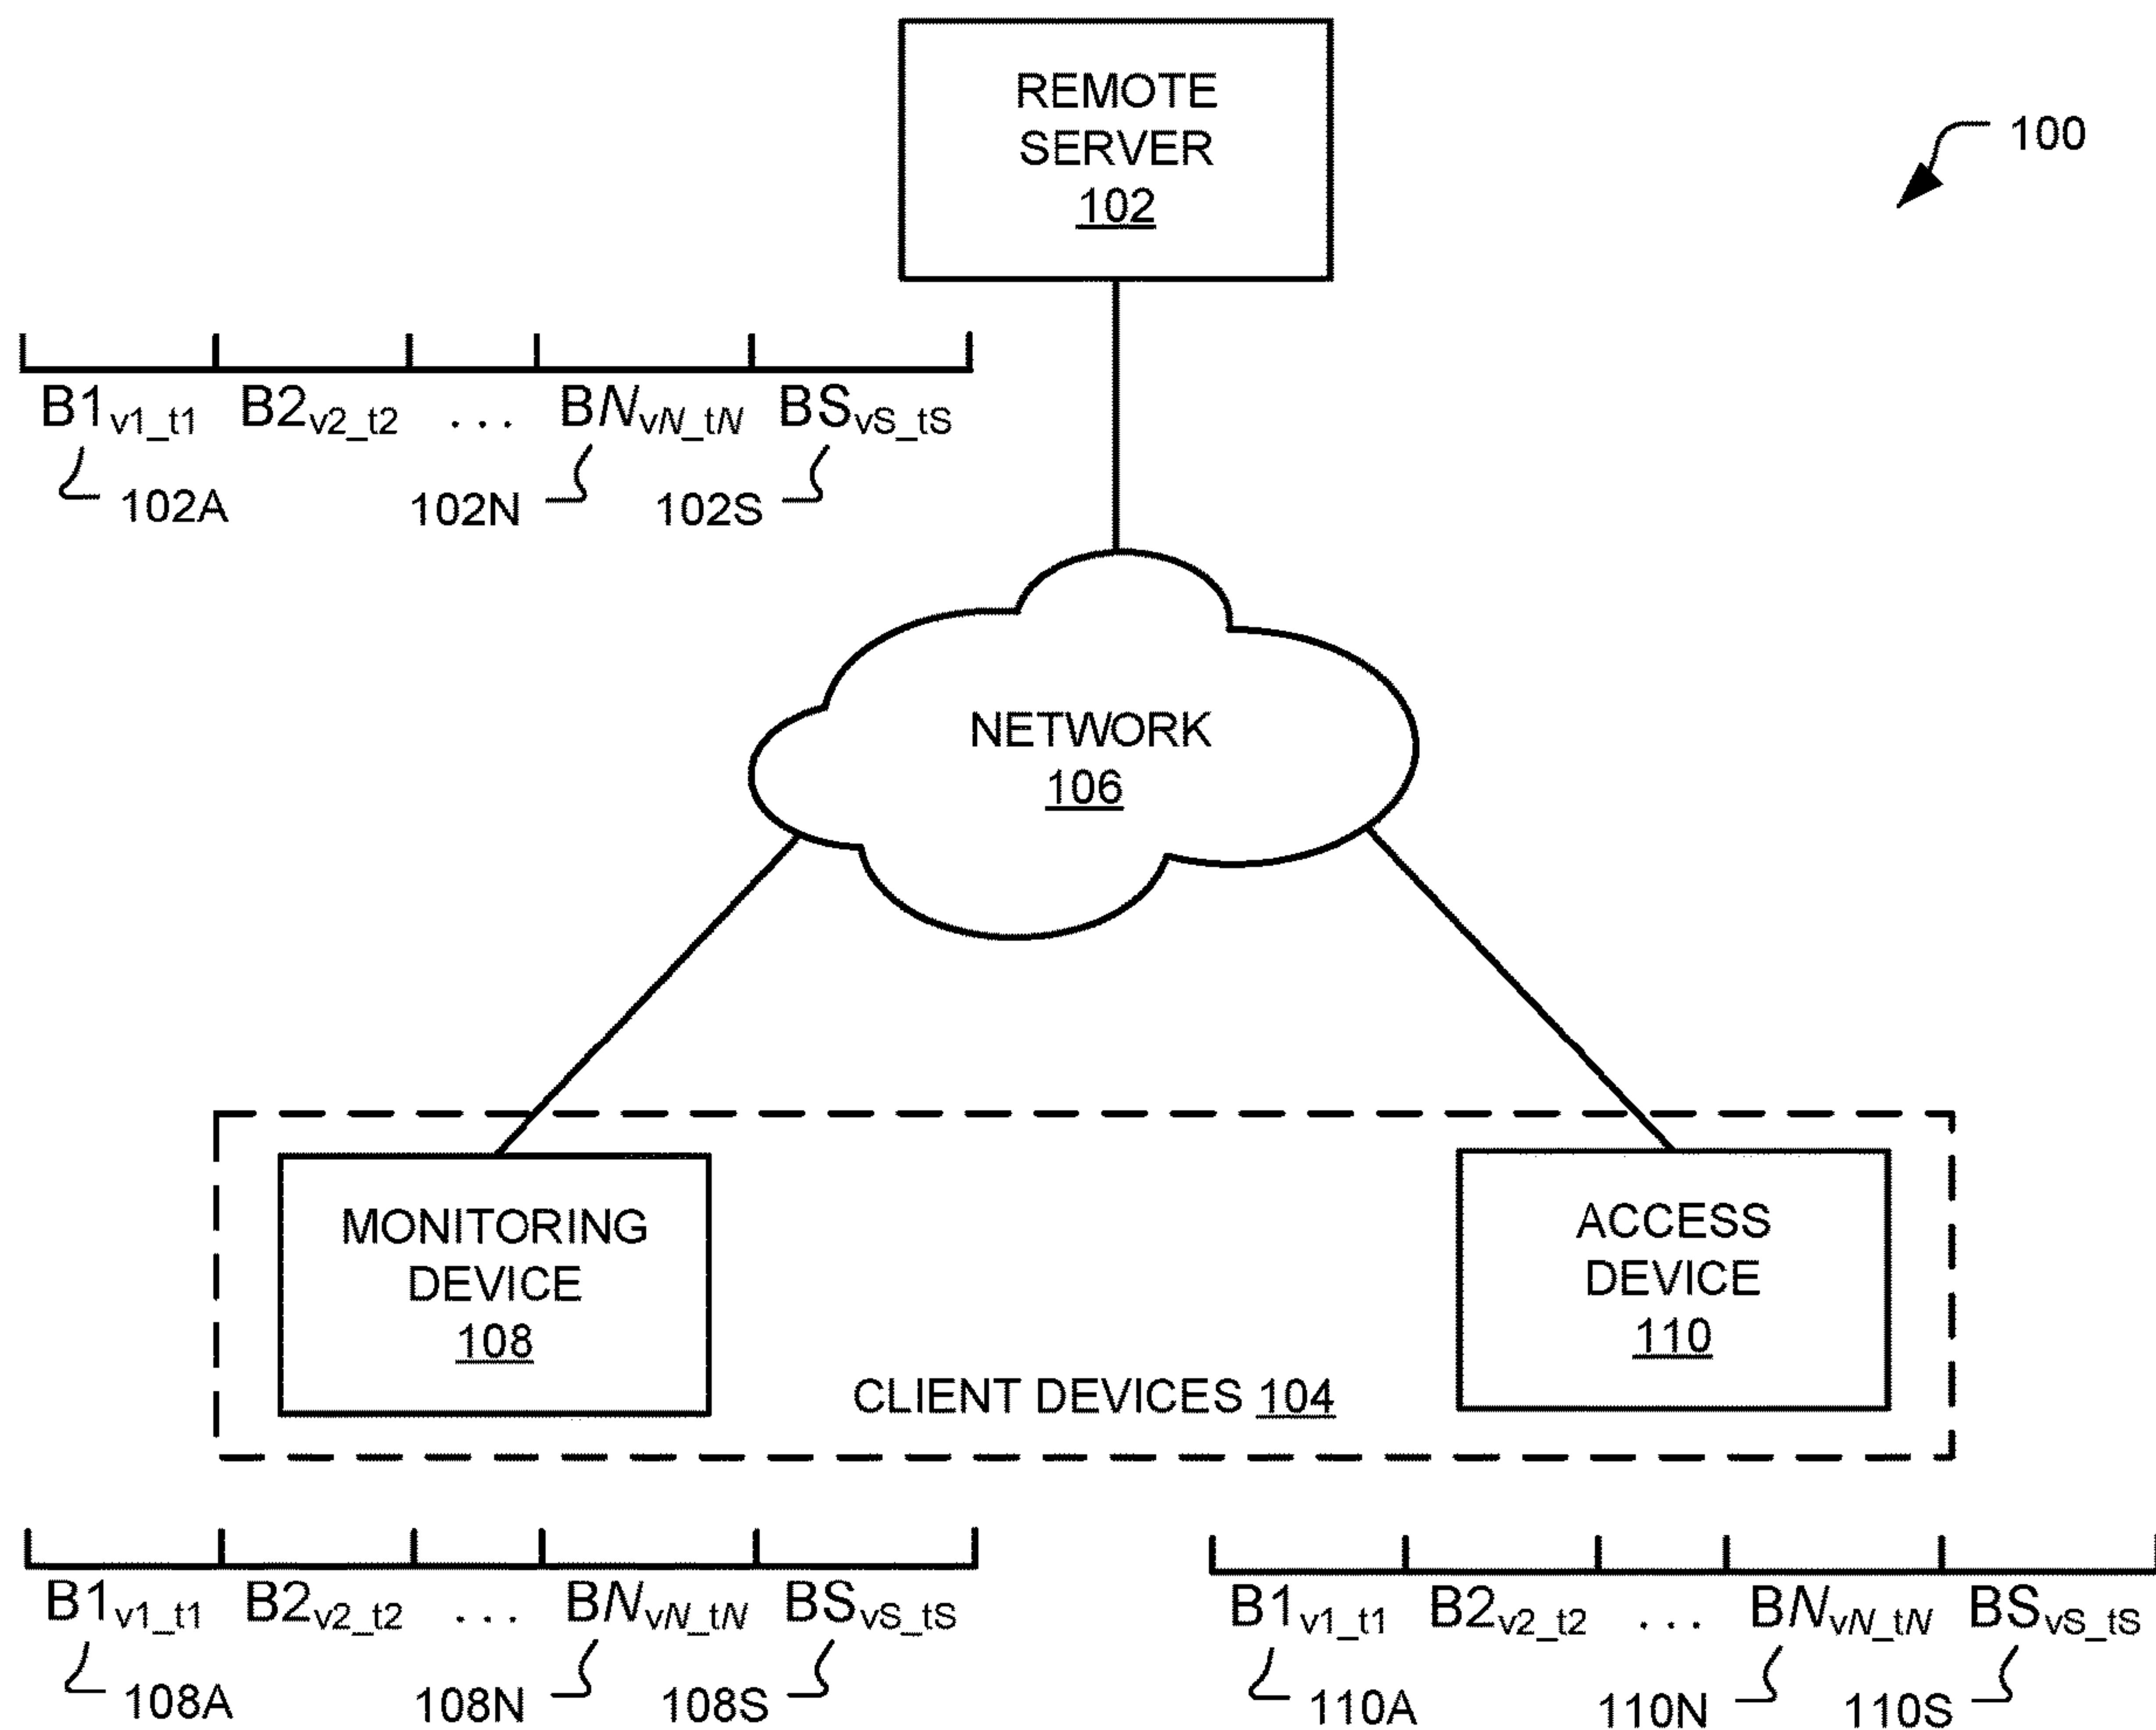 REMOTE
SERVER
102
100
B1v1_t1 B2v2_t2 ... BNvN_tN BSvS_tS
102A 102N 102S
NETWORK
106
MONITORING
DEVICE
108
ACCESS
DEVICE
110
CLIENT DEVICES 104
B1v1_t1 B2v2_t2 ... BNvN_tN BSvS_tS
108A 108N 108S
B1v1_t1 B2v2_t2 ... BNvN_tN BSvS_tS
110A 110N 110S